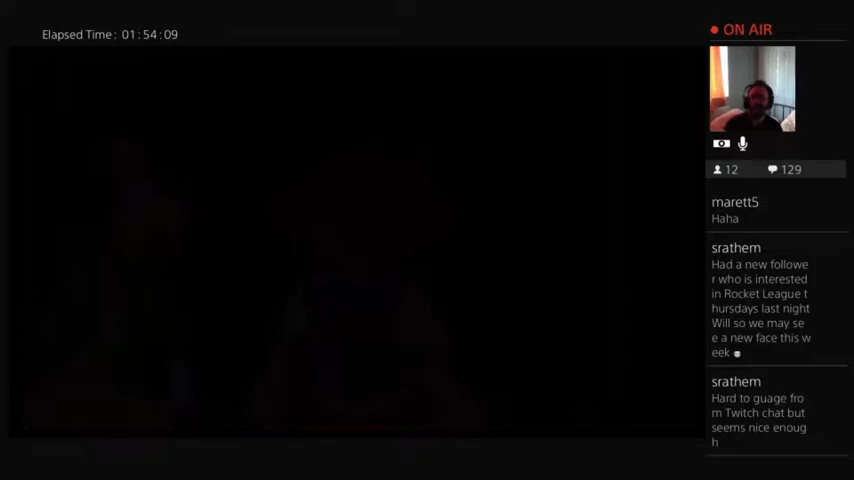 Elapsed Time: 01:54:09
ON AIR
12 129
marett5
Haha
srathem
Had a new followe
r who is interested
in Rocket League t
hursdays last night
Will so we may se
e a new face this w
eek
srathem
Hard to guage fro
m Twitch chat but
seems nice enoug
h